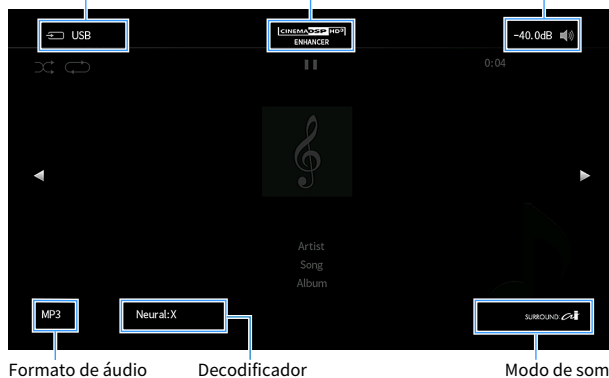 USB
CINEMA DSP HD³
ENHANCER
-40.0dB
0:04
Artist
Song
Album
MP3
Neural:X
SURROUND: Ai
Formato de áudio
Decodificador
Modo de som